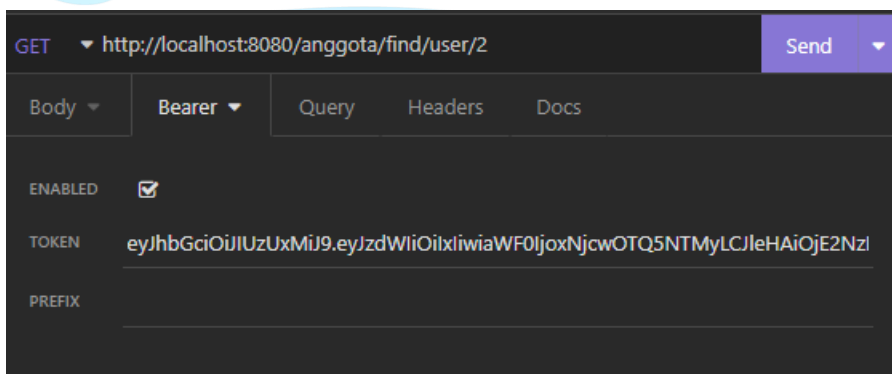 GET http://localhost:8080/anggota/find/user/2 Send
Body Bearer Query Headers Docs
ENABLED
TOKEN eyJhbGciOiJIUzUxMiJ9.eyJzdWIiOiIxIiwiaWF0IjoxNjcwOTQ5NTMyLCJleHAiOjE2NzI
PREFIX